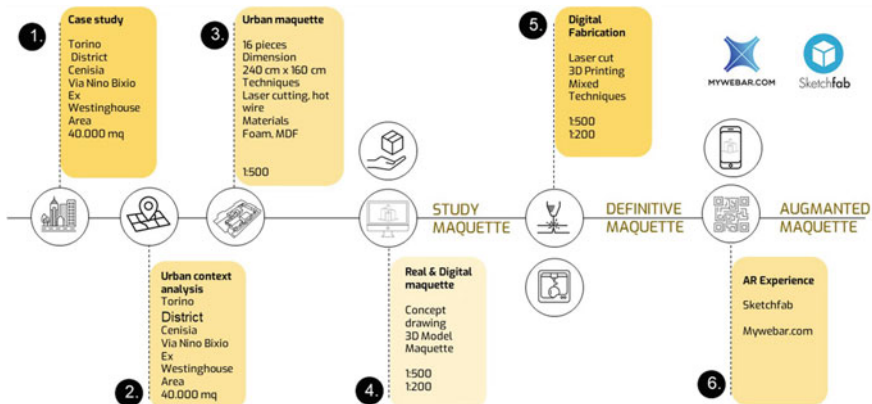 1.
Case study
Torino
District
Cenisia
Via Nino Bixio
Ex
Westinghouse
Area
40.000 mq
2.
Urban context
analysis
Torino
District
Cenisia
Via Nino Bixio
Ex
Westinghouse
Area
40.000 mq
3.
Urban maquette
16 pieces
Dimension
240 cm x 160 cm
Techniques
Laser cutting, hot
wire
Materials
Foam, MDF
1:500
4.
Real & Digital
maquette
Concept
drawing
3D Model
Maquette
1:500
1:200
STUDY
MAQUETTE
5.
Digital
Fabrication
Laser cut
3D Printing
Mixed
Techniques
1:500
1:200
DEFINITIVE
MAQUETTE
MYWEBAR.COM
Sketchfab
6.
AR Experience
Sketchfab
Mywebar.com
AUGMANTED
MAQUETTE